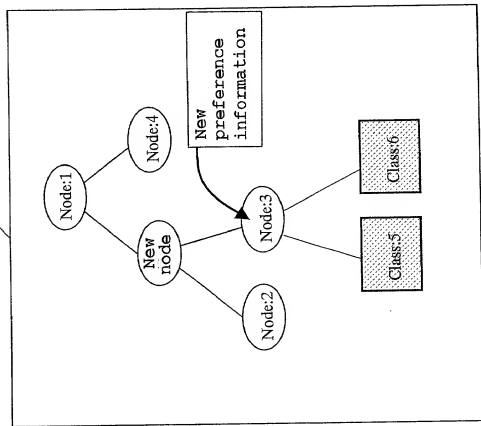 Node:1
Node:4
New
node
New
preference
information
Node:2
Node:3
Class:5
Class:6